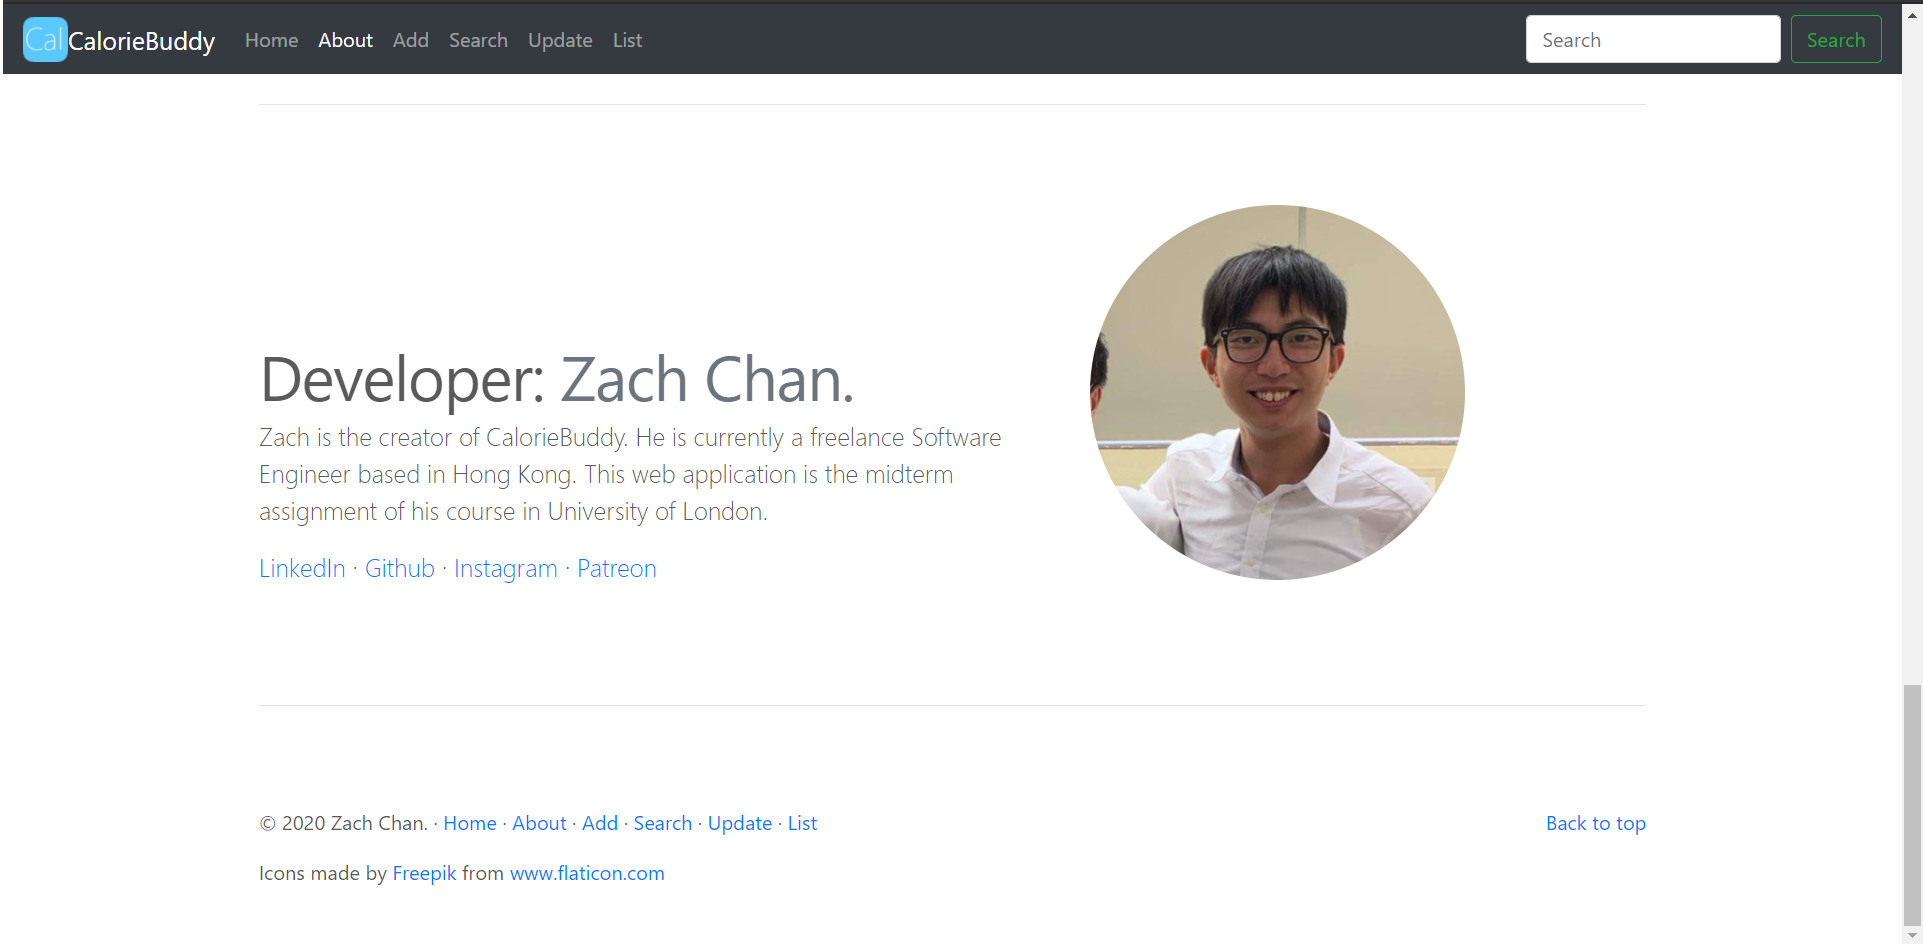 Cal CalorieBuddy Home About Add Search Update List Search Search
Developer: Zach Chan.
Zach is the creator of CalorieBuddy. He is currently a freelance Software
Engineer based in Hong Kong. This web application is the midterm
assignment of his course in University of London.
LinkedIn · Github · Instagram · Patreon
© 2020 Zach Chan. · Home · About · Add · Search · Update · List Back to top
Icons made by Freepik from www.flaticon.com